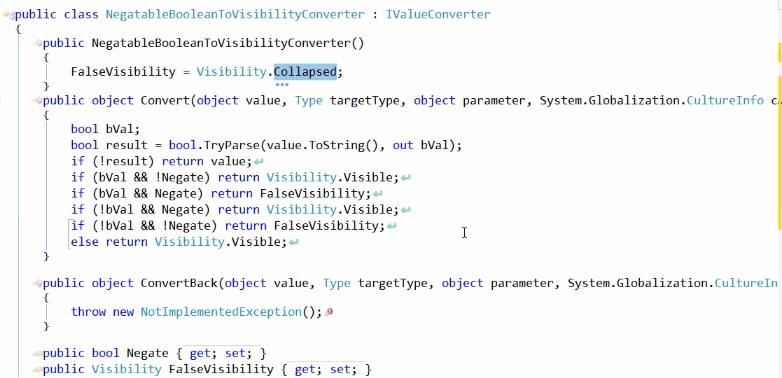 public class NegatableBooleanToVisibilityConverter : IValueConverter
{
public NegatableBooleanToVisibilityConverter()
{
FalseVisibility = Visibility.Collapsed;
}
public object Convert(object value, Type targetType, object parameter, System.Globalization.CultureInfo c
{
bool bVal;
bool result = bool.TryParse(value.ToString(), out bVal);
if (!result) return value;
if (bVal && !Negate) return Visibility.Visible;
if (bVal && Negate) return FalseVisibility;
if (!bVal && Negate) return Visibility.Visible;
if (!bVal && !Negate) return FalseVisibility;
else return Visibility.Visible;
}
public object ConvertBack(object value, Type targetType, object parameter, System.Globalization.CultureIn
{
throw new NotImplementedException();
}
public bool Negate { get; set; }
public Visibility FalseVisibility { get; set; }